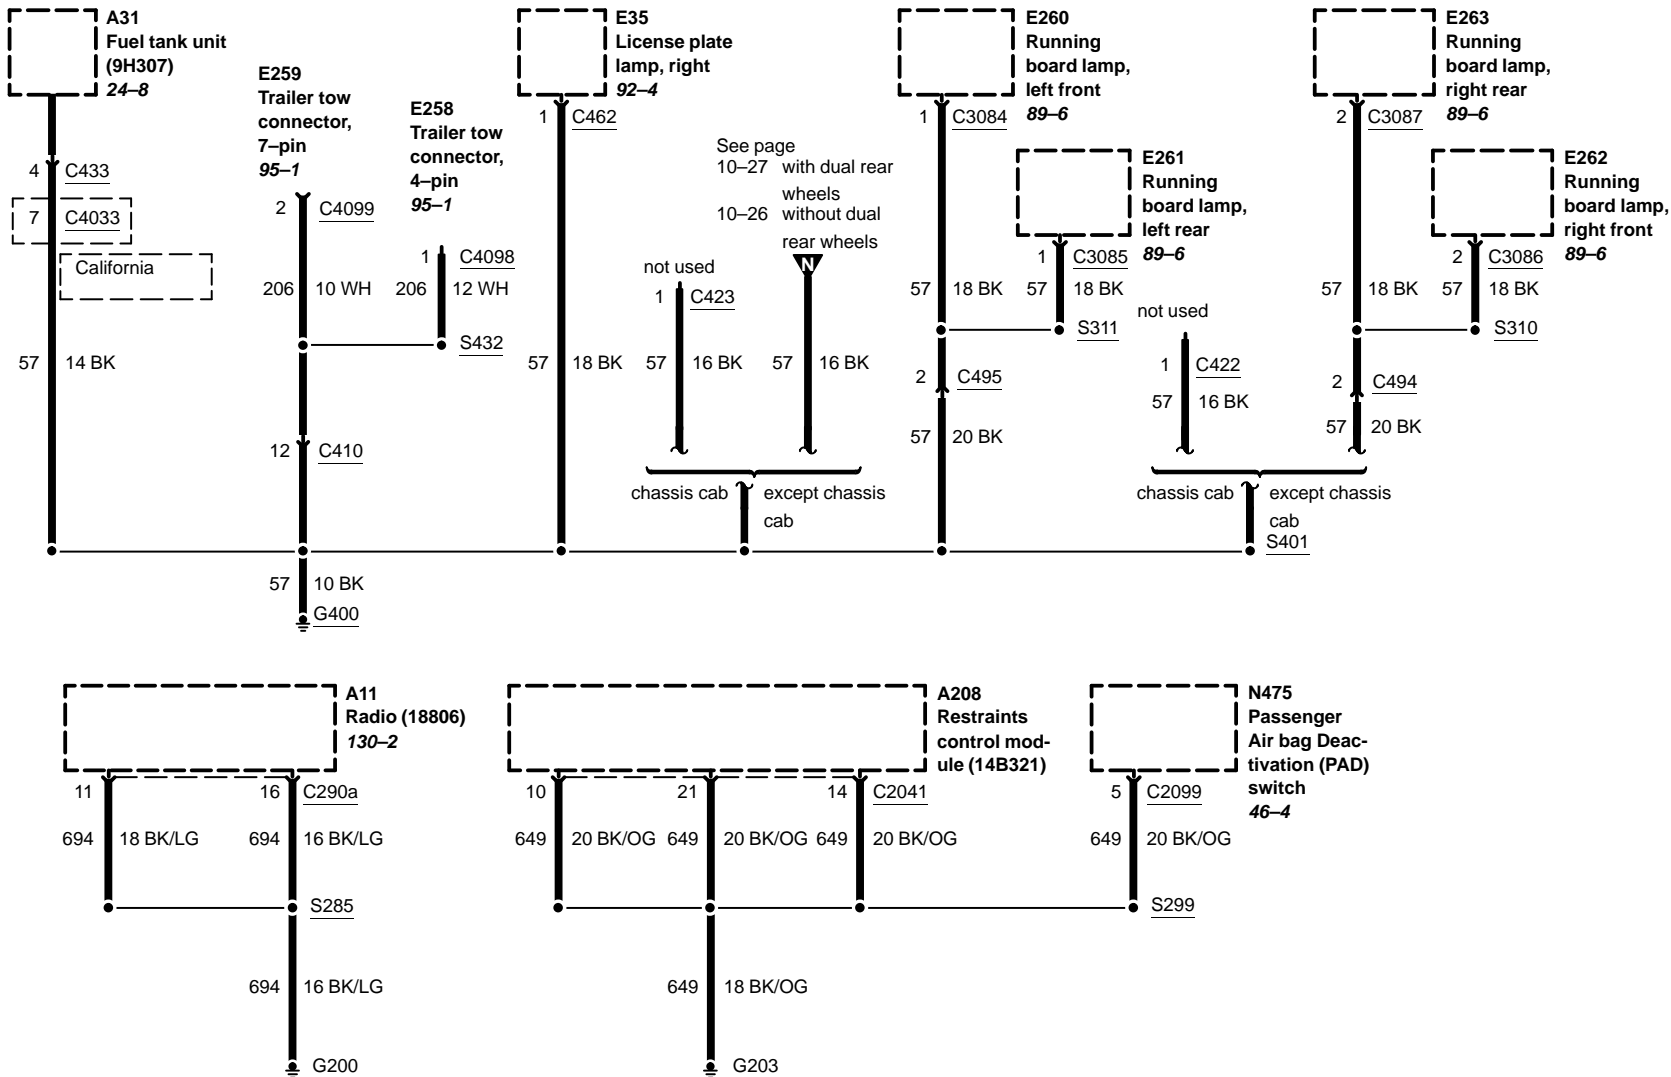 A31
Fuel tank unit
(9H307)
24–8
4 C433
7 C4033
California
57 14 BK
E259
Trailer tow
connector,
7–pin
95–1
2 C4099
206 10 WH
E258
Trailer tow
connector,
4–pin
95–1
1 C4098
206 12 WH
S432
12 C410
57 10 BK
G400
E35
License plate
lamp, right
92–4
1 C462
57 18 BK
not used
1 C423
57 16 BK
See page
10–27 with dual rear
wheels
10–26 without dual
rear wheels
N
57 16 BK
chassis cab except chassis
cab
E260
Running
board lamp,
left front
89–6
1 C3084
57 18 BK
E261
Running
board lamp,
left rear
89–6
1 C3085
57 18 BK
S311
2 C495
57 20 BK
not used
1 C422
57 16 BK
E263
Running
board lamp,
right rear
89–6
2 C3087
57 18 BK
E262
Running
board lamp,
right front
89–6
2 C3086
57 18 BK
S310
2 C494
57 20 BK
chassis cab except chassis
cab
S401
A11
Radio (18806)
130–2
11 16 C290a
694 18 BK/LG 694 16 BK/LG
S285
694 16 BK/LG
G200
A208
Restraints
control mod-
ule (14B321)
10 21 14 C2041
649 20 BK/OG 649 20 BK/OG 649 20 BK/OG
N475
Passenger
Air bag Deac-
tivation (PAD)
switch
46–4
5 C2099
649 20 BK/OG
S299
649 18 BK/OG
G203